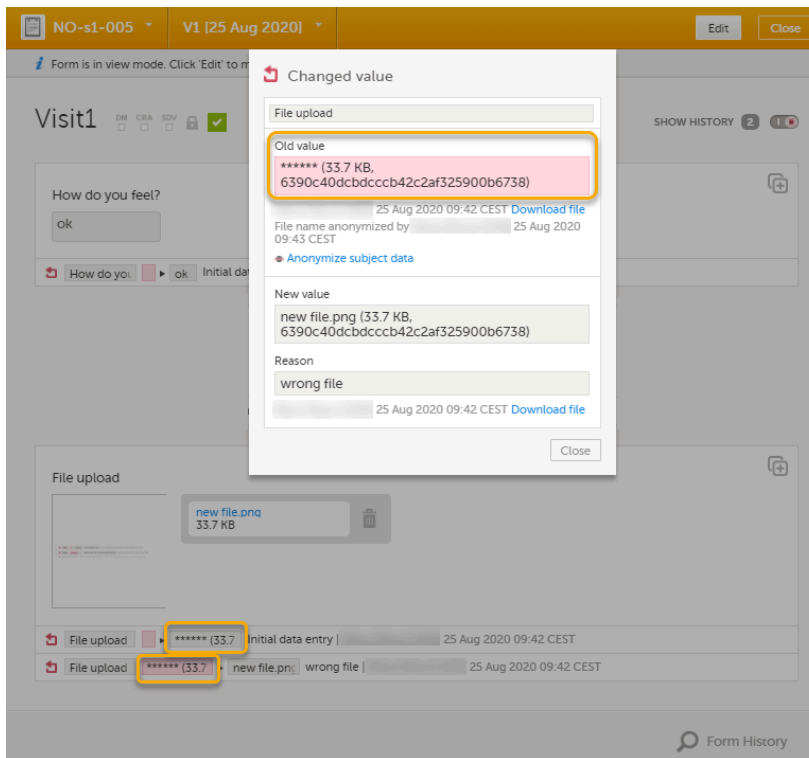 NO-s1-005
V1 [25 Aug 2020]
Edit
Close
i Form is in view mode. Click 'Edit' to m
Visit1
DM CRA SDV
SHOW HISTORY 2
How do you feel?
ok
How do you ok Initial dat
Changed value
File upload
Old value
****** (33.7 KB,
6390c40dcbdcccb42c2af325900b6738)
25 Aug 2020 09:42 CEST Download file
File name anonymized by 25 Aug 2020
09:43 CEST
Anonymize subject data
New value
new file.png (33.7 KB,
6390c40dcbdcccb42c2af325900b6738)
Reason
wrong file
25 Aug 2020 09:42 CEST Download file
Close
File upload
new file.png
33.7 KB
File upload ****** (33.7 Initial data entry | 25 Aug 2020 09:42 CEST
File upload ****** (33.7 new file.png wrong file | 25 Aug 2020 09:42 CEST
Form History